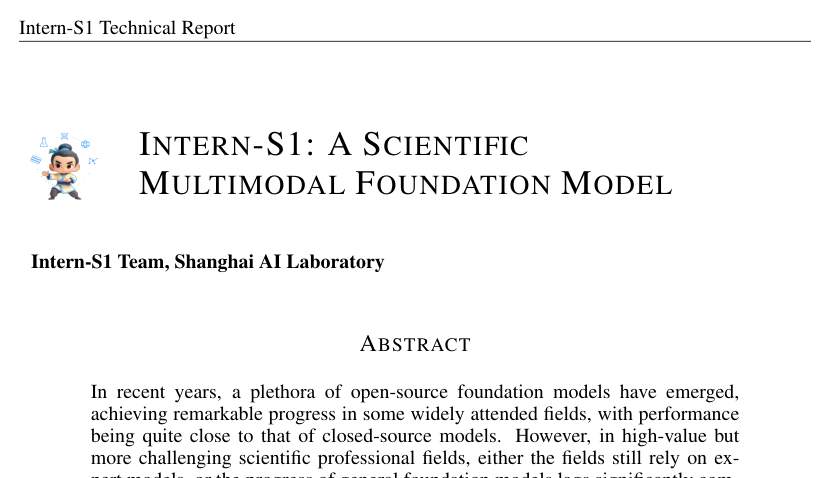 Intern-S1 Technical Report
INTERN-S1: A SCIENTIFIC
MULTIMODAL FOUNDATION MODEL
Intern-S1 Team, Shanghai AI Laboratory
ABSTRACT
In recent years, a plethora of open-source foundation models have emerged,
achieving remarkable progress in some widely attended fields, with performance
being quite close to that of closed-source models. However, in high-value but
more challenging scientific professional fields, either the fields still rely on ex-
pert models, or the progress of general foundation models lags significantly com-